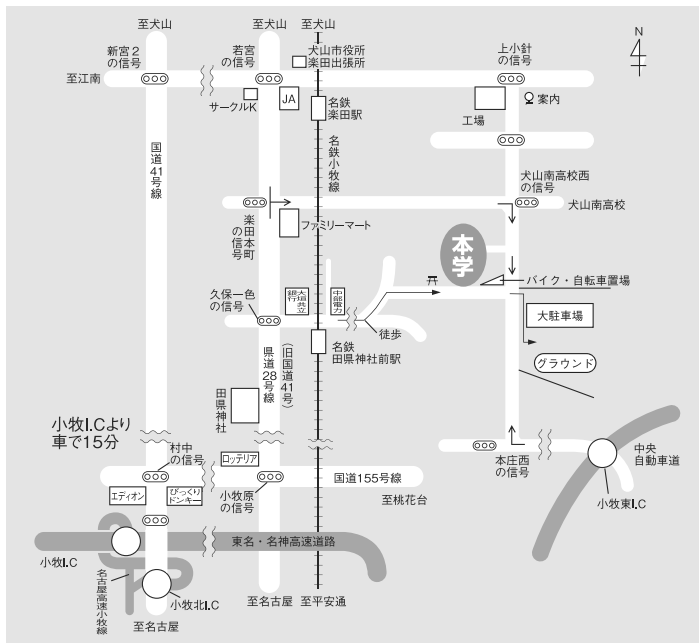 至犬山
至犬山
至犬山
N
新宮2
の信号
若宮
の信号
犬山市役所
楽田出張所
上小針
の信号
至江南
サークルK
JA
名鉄
楽田駅
工場
案内
国道41号線
名鉄小牧線
犬山南高校西
の信号
犬山南高校
楽田本町
の信号
ファミリーマート
本学
バイク・自転車置場
久保一色
の信号
大垣共立
銀行
中部電力
大駐車場
徒歩
名鉄
田県神社前駅
グラウンド
県道28号線
(旧国道41号)
田県神社
小牧I.Cより
車で15分
村中
の信号
ロッテリア
本庄西
の信号
中央
自動車道
エディオン
びっくり
ドンキー
小牧原
の信号
国道155号線
至桃花台
小牧東I.C
東名・名神高速道路
小牧I.C
名古屋高速小牧線
小牧北I.C
至名古屋
至名古屋
至平安通